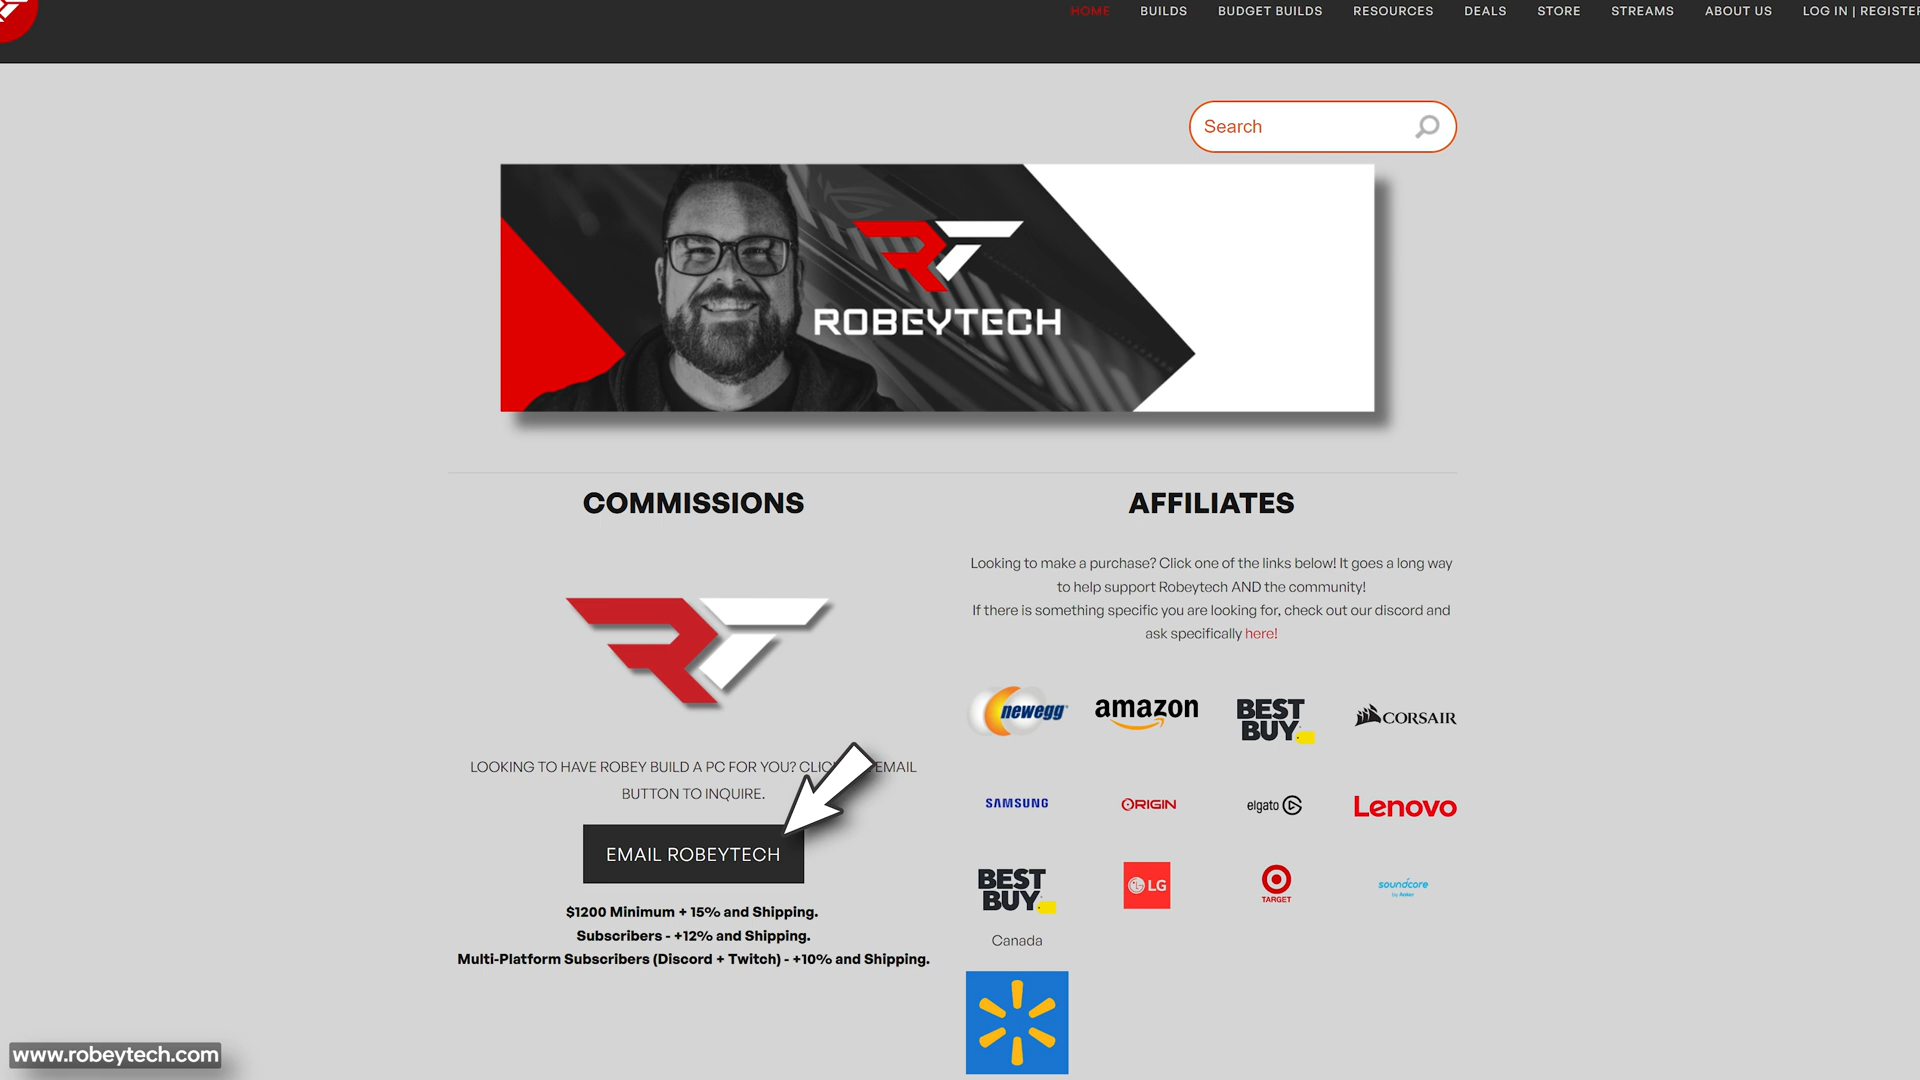 HOME BUILDS BUDGET BUILDS RESOURCES DEALS STORE STREAMS ABOUT US LOG IN | REGISTER
Search
RT
ROBEYTECH
COMMISSIONS
RT
LOOKING TO HAVE ROBEY BUILD A PC FOR YOU? CLIC EMAIL
BUTTON TO INQUIRE.
EMAIL ROBEYTECH
$1200 Minimum + 15% and Shipping.
Subscribers - +12% and Shipping.
Multi-Platform Subscribers (Discord + Twitch) - +10% and Shipping.
AFFILIATES
Looking to make a purchase? Click one of the links below! It goes a long way
to help support Robeytech AND the community!
If there is something specific you are looking for, check out our discord and
ask specifically here!
newegg amazon BEST BUY CORSAIR
SAMSUNG ORIGIN elgato Lenovo
BEST BUY LG TARGET soundcore
by Anker
Canada
www.robeytech.com